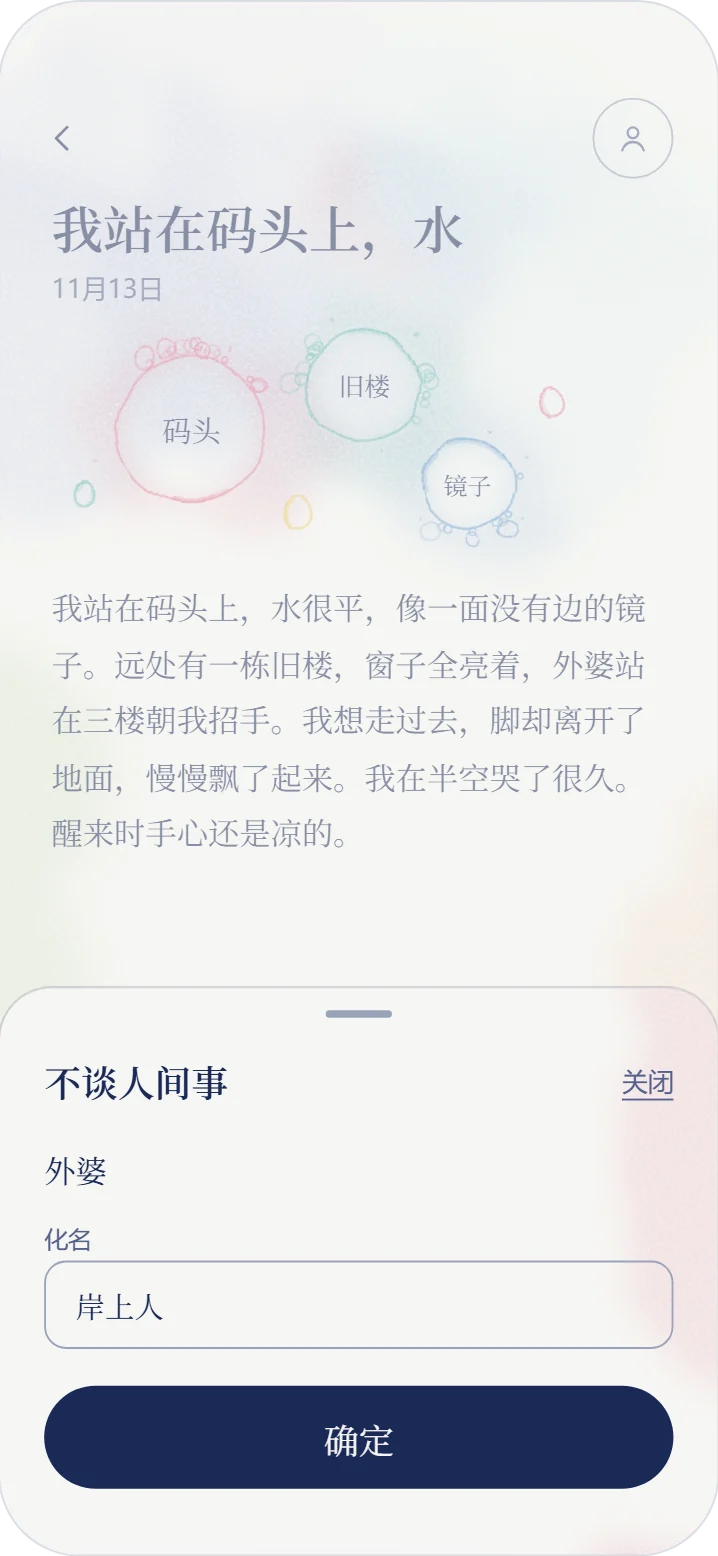 我站在码头上，水
11月13日
码头
旧楼
镜子
我站在码头上，水很平，像一面没有边的镜
子。远处有一栋旧楼，窗子全亮着，外婆站
在三楼朝我招手。我想走过去，脚却离开了
地面，慢慢飘了起来。我在半空哭了很久。
醒来时手心还是凉的。
不谈人间事
关闭
外婆
化名
岸上人
确定